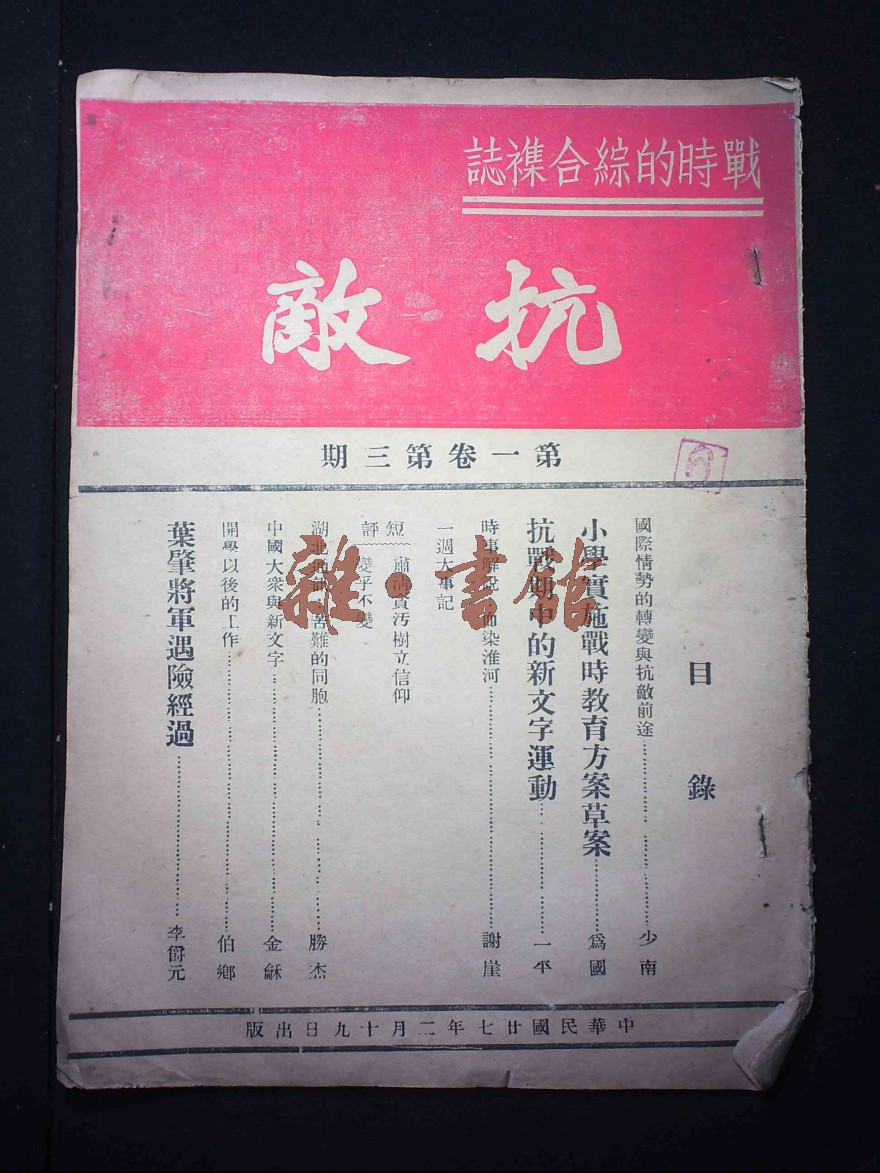 戰時的綜合襍誌
抗敵
第一卷第三期
目錄
國際情勢的轉變與抗敵前途 少南
小學實施戰時教育方案草案 爲國
抗戰期中的新文字運動 一平
時事解說：血染淮河 謝崖
一週大事記
短評
肅清貪污樹立信仰
變乎不變
湖北通 苦難的同胞 勝杰
中國大衆與新文字 金稣
開學以後的工作 伯鄉
葉肇將軍遇險經過 李爵元
中華民國廿七年二月十九日出版
雜·書館